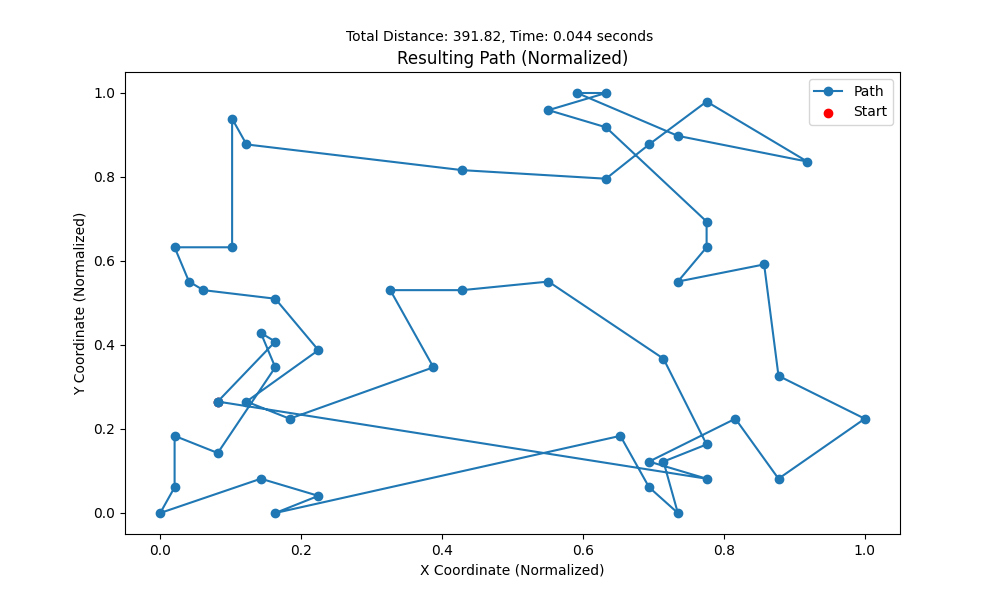 Total Distance: 391.82, Time: 0.044 seconds
Resulting Path (Normalized)
Path
Start
Y Coordinate (Normalized)
1.0
0.8
0.6
0.4
0.2
0.0
0.0 0.2 0.4 0.6 0.8 1.0
X Coordinate (Normalized)